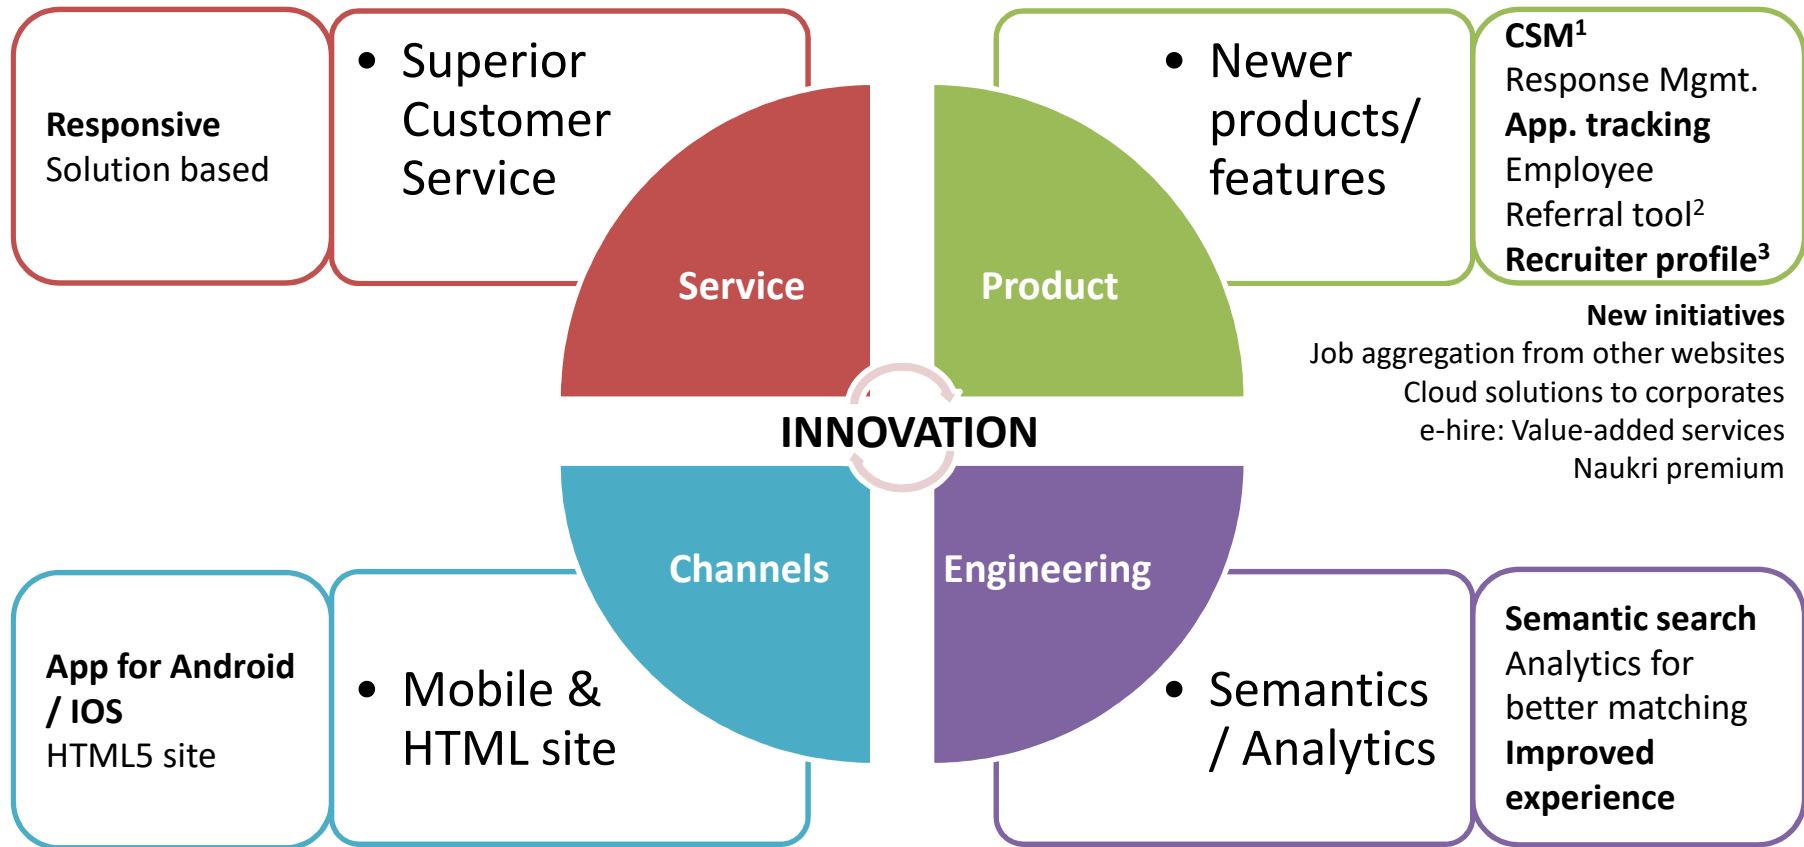 Responsive
Solution based
• Superior
Customer
Service
Service
• Newer
products/
features
Product
CSM¹
Response Mgmt.
App. tracking
Employee
Referral tool²
Recruiter profile³
New initiatives
Job aggregation from other websites
Cloud solutions to corporates
e-hire: Value-added services
Naukri premium
INNOVATION
App for Android
/ IOS
HTML5 site
• Mobile &
HTML site
Channels
Engineering
• Semantics
/ Analytics
Semantic search
Analytics for
better matching
Improved
experience